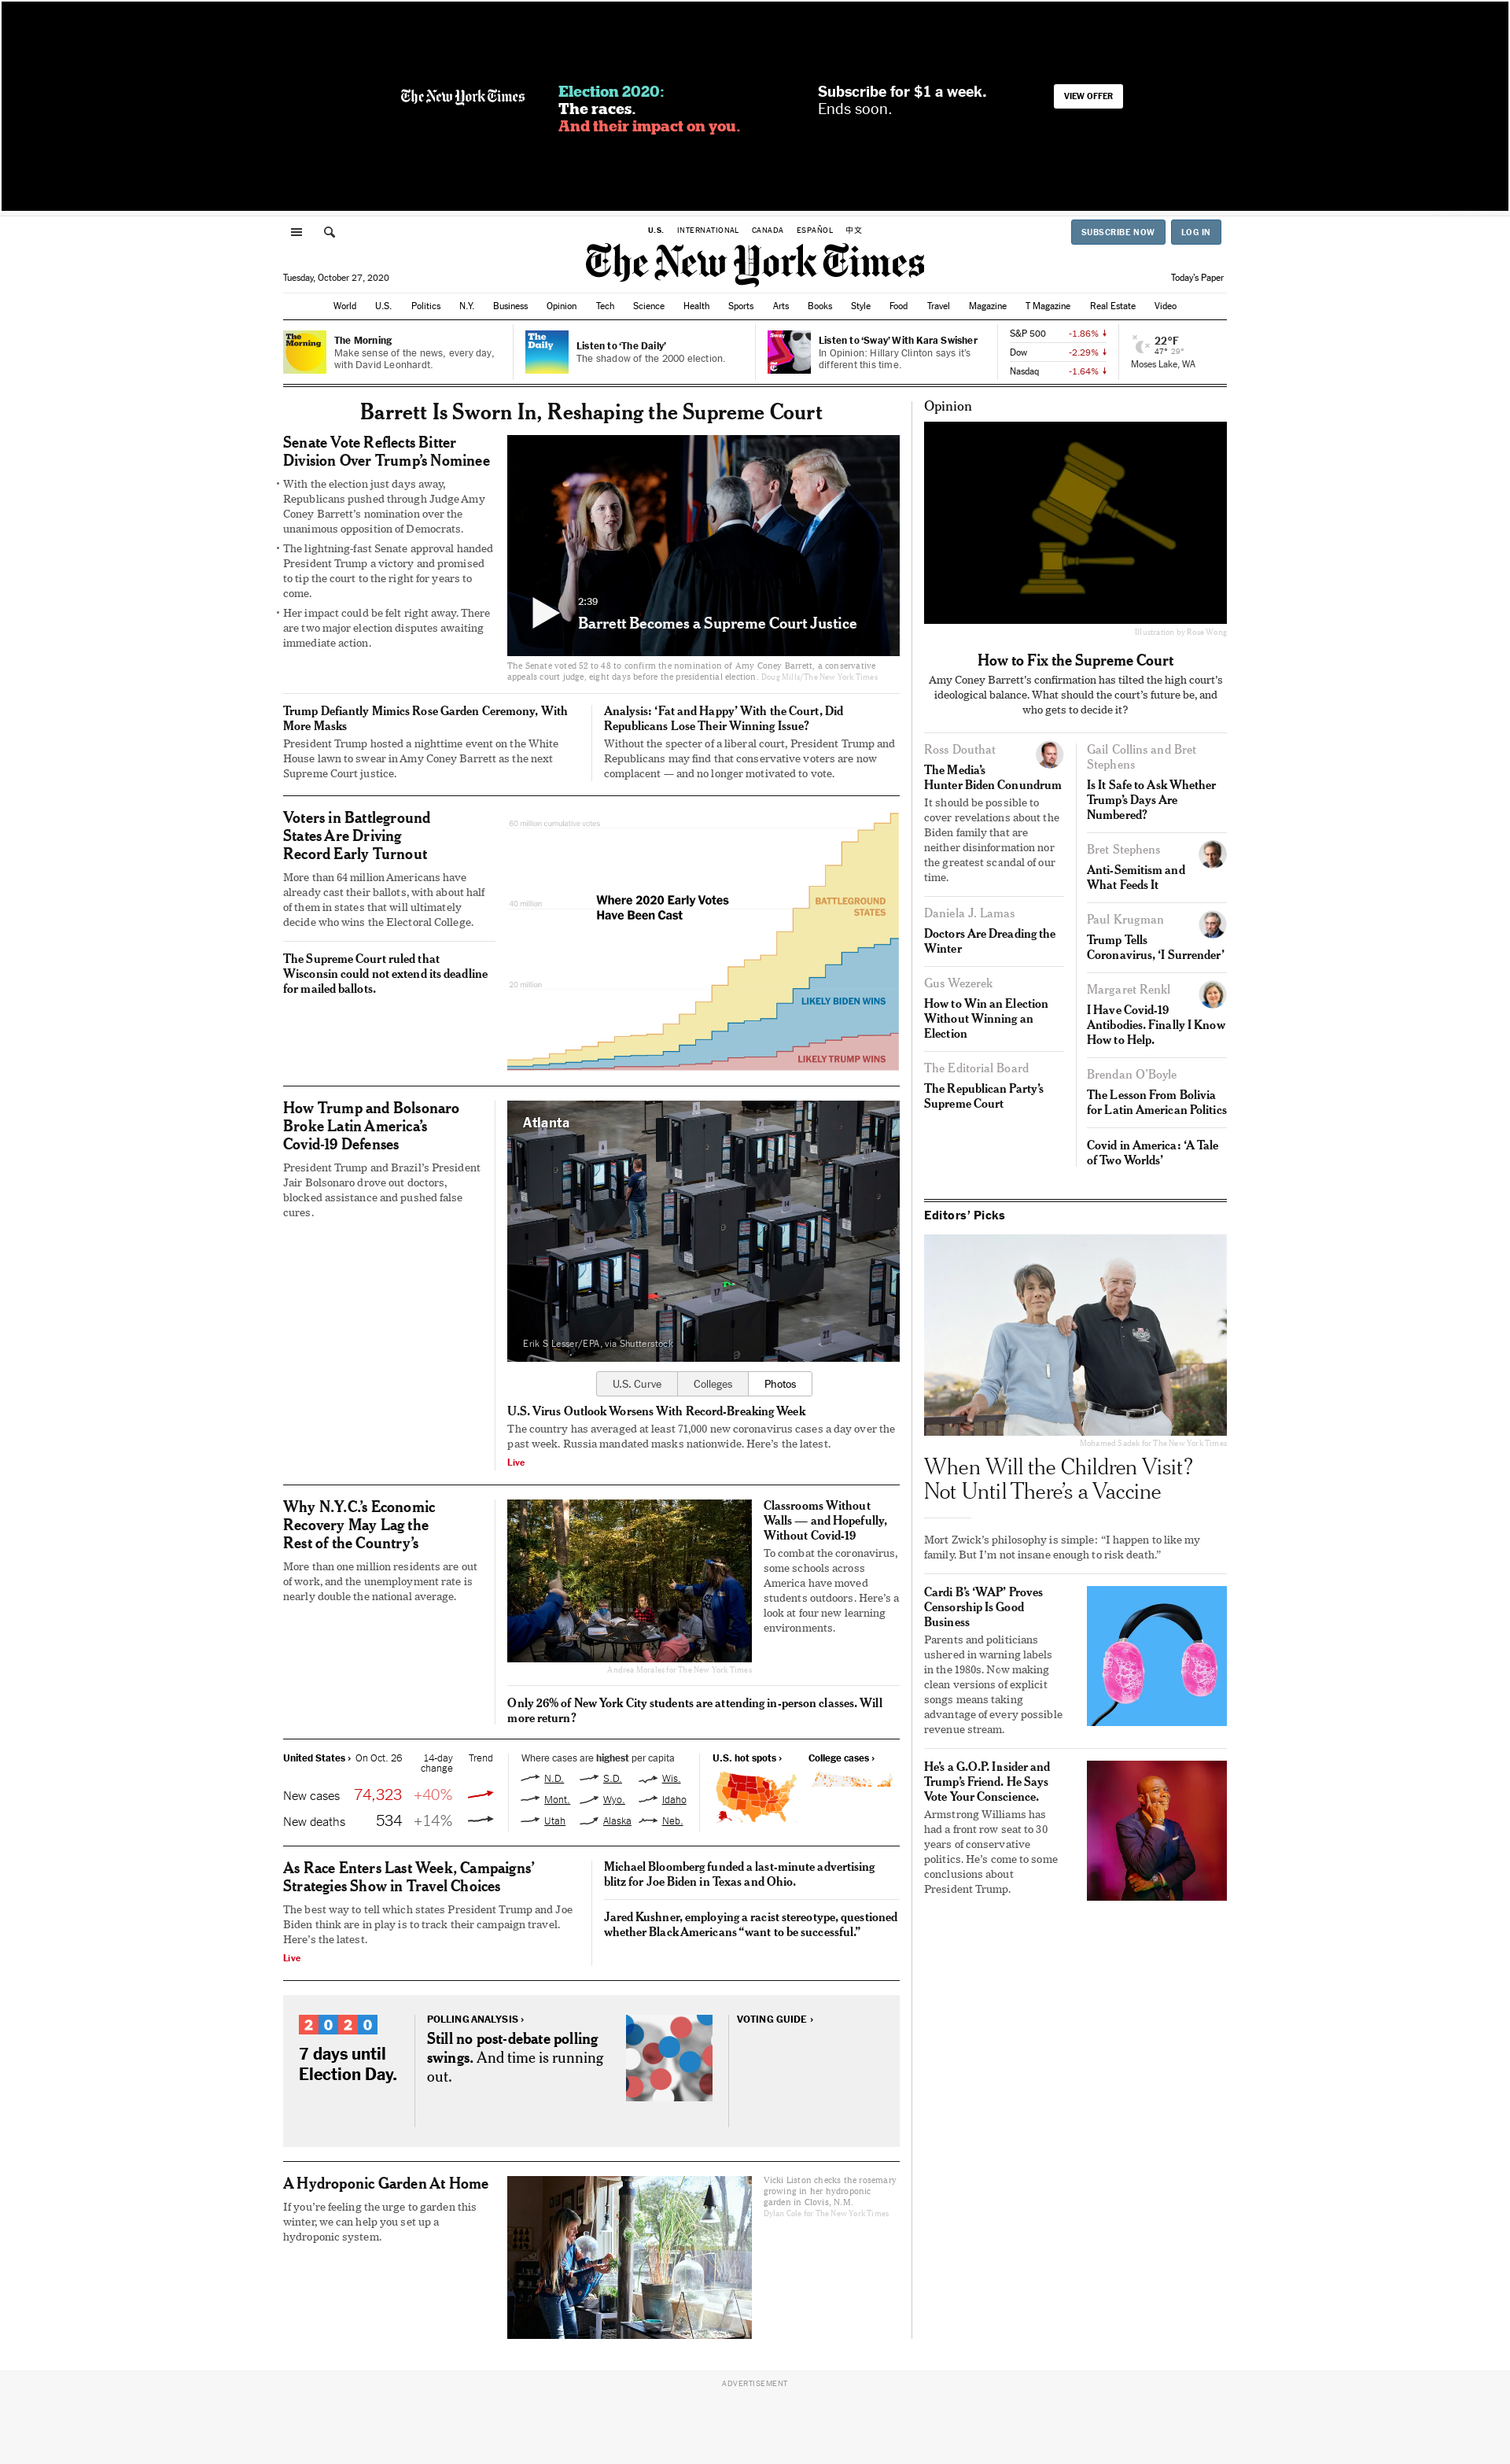 The New York Times
Election 2020:
The races.
And their impact on you.
Subscribe for $1 a week.
Ends soon.
VIEW OFFER
U.S. INTERNATIONAL CANADA ESPAÑOL 中文
SUBSCRIBE NOW LOG IN
The New York Times
Tuesday, October 27, 2020
Today's Paper
World U.S. Politics N.Y. Business Opinion Tech Science Health Sports Arts Books Style Food Travel Magazine T Magazine Real Estate Video
The Morning
The Morning
Make sense of the news, every day,
with David Leonhardt.
The Daily
Listen to 'The Daily'
The shadow of the 2020 election.
Sway
Listen to 'Sway' With Kara Swisher
In Opinion: Hillary Clinton says it's
different this time.
S&P 500 -1.86% ↓
Dow -2.29% ↓
Nasdaq -1.64% ↓
22°F
47° 29°
Moses Lake, WA
Barrett Is Sworn In, Reshaping the Supreme Court
Senate Vote Reflects Bitter
Division Over Trump's Nominee
• With the election just days away,
Republicans pushed through Judge Amy
Coney Barrett's nomination over the
unanimous opposition of Democrats.
• The lightning-fast Senate approval handed
President Trump a victory and promised
to tip the court to the right for years to
come.
• Her impact could be felt right away. There
are two major election disputes awaiting
immediate action.
2:39
Barrett Becomes a Supreme Court Justice
The Senate voted 52 to 48 to confirm the nomination of Amy Coney Barrett, a conservative
appeals court judge, eight days before the presidential election. Doug Mills/The New York Times
Trump Defiantly Mimics Rose Garden Ceremony, With
More Masks
President Trump hosted a nighttime event on the White
House lawn to swear in Amy Coney Barrett as the next
Supreme Court justice.
Analysis: 'Fat and Happy' With the Court, Did
Republicans Lose Their Winning Issue?
Without the specter of a liberal court, President Trump and
Republicans may find that conservative voters are now
complacent — and no longer motivated to vote.
Voters in Battleground
States Are Driving
Record Early Turnout
More than 64 million Americans have
already cast their ballots, with about half
of them in states that will ultimately
decide who wins the Electoral College.
The Supreme Court ruled that
Wisconsin could not extend its deadline
for mailed ballots.
60 million cumulative votes
40 million
20 million
Where 2020 Early Votes
Have Been Cast
BATTLEGROUND
STATES
LIKELY BIDEN WINS
LIKELY TRUMP WINS
How Trump and Bolsonaro
Broke Latin America's
Covid-19 Defenses
President Trump and Brazil's President
Jair Bolsonaro drove out doctors,
blocked assistance and pushed false
cures.
Atlanta
13
17
Erik S Lesser/EPA, via Shutterstock
U.S. Curve Colleges Photos
U.S. Virus Outlook Worsens With Record-Breaking Week
The country has averaged at least 71,000 new coronavirus cases a day over the
past week. Russia mandated masks nationwide. Here's the latest.
Live
Why N.Y.C.'s Economic
Recovery May Lag the
Rest of the Country's
More than one million residents are out
of work, and the unemployment rate is
nearly double the national average.
Andrea Morales for The New York Times
Classrooms Without
Walls — and Hopefully,
Without Covid-19
To combat the coronavirus,
some schools across
America have moved
students outdoors. Here's a
look at four new learning
environments.
Only 26% of New York City students are attending in-person classes. Will
more return?
United States › On Oct. 26 14-day
change Trend
New cases 74,323 +40%
New deaths 534 +14%
Where cases are highest per capita
N.D. S.D. Wis.
Mont. Wyo. Idaho
Utah Alaska Neb.
U.S. hot spots ›
College cases ›
As Race Enters Last Week, Campaigns'
Strategies Show in Travel Choices
The best way to tell which states President Trump and Joe
Biden think are in play is to track their campaign travel.
Here's the latest.
Live
Michael Bloomberg funded a last-minute advertising
blitz for Joe Biden in Texas and Ohio.
Jared Kushner, employing a racist stereotype, questioned
whether Black Americans "want to be successful."
2020
7 days until
Election Day.
POLLING ANALYSIS ›
Still no post-debate polling
swings. And time is running
out.
VOTING GUIDE ›
A Hydroponic Garden At Home
If you're feeling the urge to garden this
winter, we can help you set up a
hydroponic system.
Vicki Liston checks the rosemary
growing in her hydroponic
garden in Clovis, N.M.
Dylan Cole for The New York Times
Opinion
Illustration by Rose Wong
How to Fix the Supreme Court
Amy Coney Barrett's confirmation has tilted the high court's
ideological balance. What should the court's future be, and
who gets to decide it?
Ross Douthat
The Media's
Hunter Biden Conundrum
It should be possible to
cover revelations about the
Biden family that are
neither disinformation nor
the greatest scandal of our
time.
Daniela J. Lamas
Doctors Are Dreading the
Winter
Gus Wezerek
How to Win an Election
Without Winning an
Election
The Editorial Board
The Republican Party's
Supreme Court
Gail Collins and Bret
Stephens
Is It Safe to Ask Whether
Trump's Days Are
Numbered?
Bret Stephens
Anti-Semitism and
What Feeds It
Paul Krugman
Trump Tells
Coronavirus, 'I Surrender'
Margaret Renkl
I Have Covid-19
Antibodies. Finally I Know
How to Help.
Brendan O'Boyle
The Lesson From Bolivia
for Latin American Politics
Covid in America: 'A Tale
of Two Worlds'
Editors' Picks
Mohamed Sadek for The New York Times
When Will the Children Visit?
Not Until There's a Vaccine
Mort Zwick's philosophy is simple: "I happen to like my
family. But I'm not insane enough to risk death."
Cardi B's 'WAP' Proves
Censorship Is Good
Business
Parents and politicians
ushered in warning labels
in the 1980s. Now making
clean versions of explicit
songs means taking
advantage of every possible
revenue stream.
He's a G.O.P. Insider and
Trump's Friend. He Says
Vote Your Conscience.
Armstrong Williams has
had a front row seat to 30
years of conservative
politics. He's come to some
conclusions about
President Trump.
ADVERTISEMENT